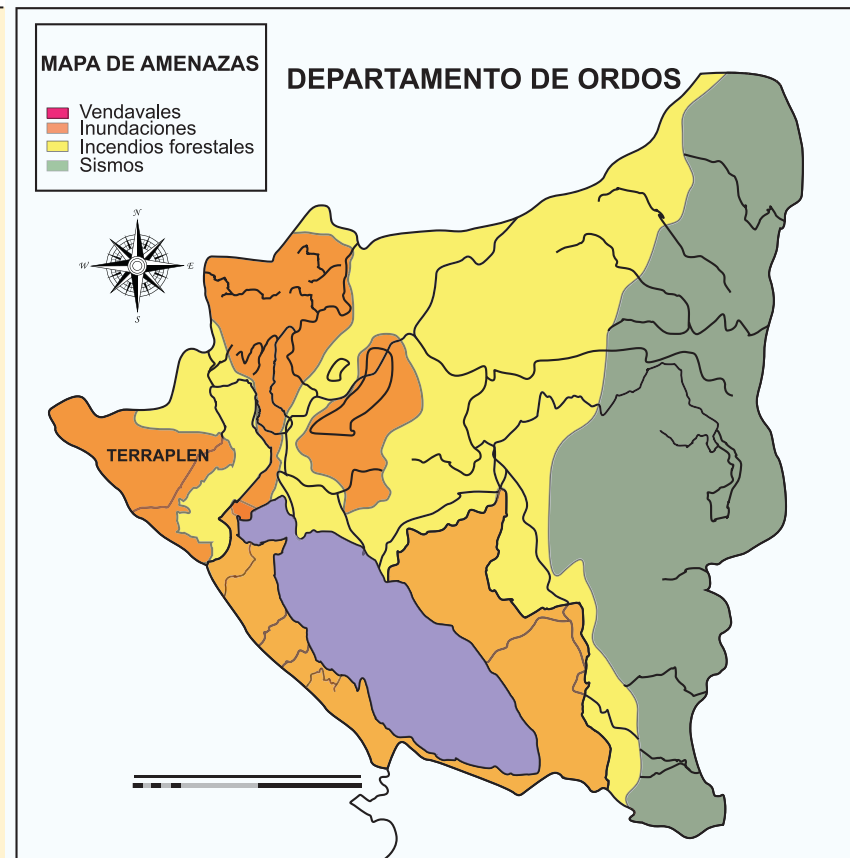 MAPA DE AMENAZAS
DEPARTAMENTO DE ORDOS
Vendavales
Inundaciones
Incendios forestales
Sismos
N
W
E
S
TERRAPLEN